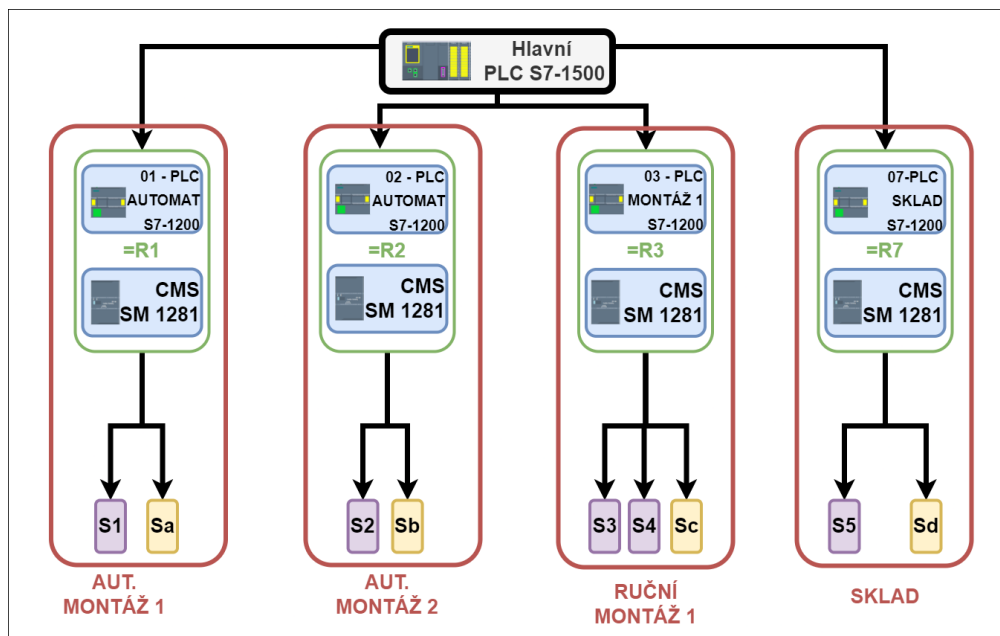 Hlavní
PLC S7-1500
01 - PLC
AUTOMAT
S7-1200
=R1
CMS
SM 1281
S1
Sa
AUT.
MONTÁŽ 1
02 - PLC
AUTOMAT
S7-1200
=R2
CMS
SM 1281
S2
Sb
AUT.
MONTÁŽ 2
03 - PLC
MONTÁŽ 1
S7-1200
=R3
CMS
SM 1281
S3
S4
Sc
RUČNÍ
MONTÁŽ 1
07-PLC
SKLAD
S7-1200
=R7
CMS
SM 1281
S5
Sd
SKLAD